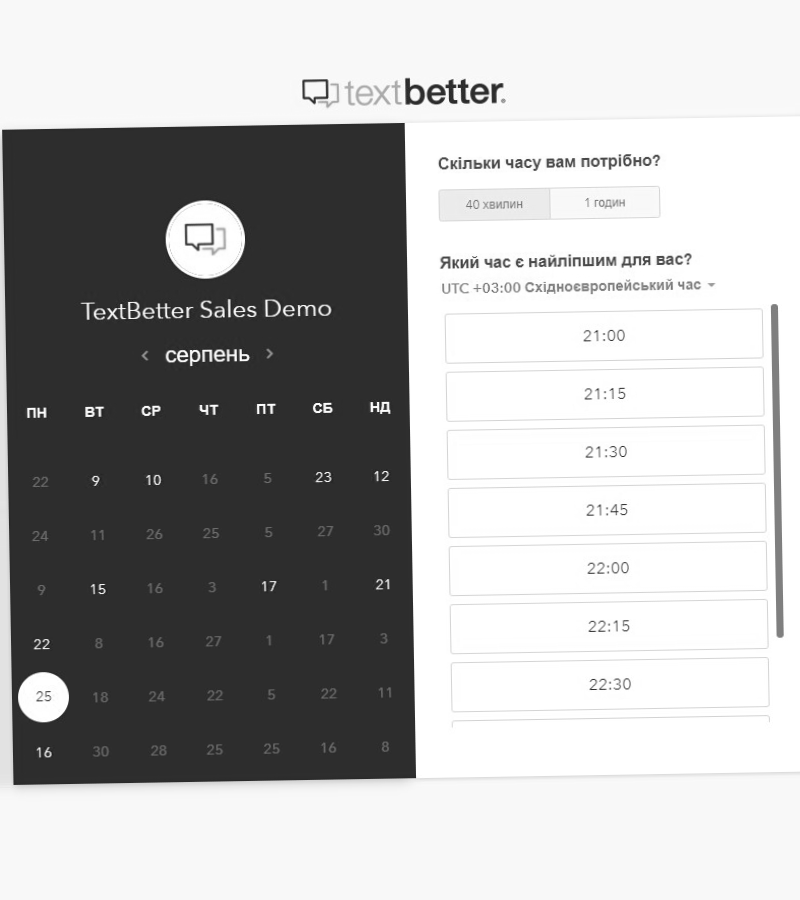 textbetter.
TextBetter Sales Demo
‹ серпень ›
ПН ВТ СР ЧТ ПТ СБ НД
22 9 10 16 5 23 12
24 11 26 25 5 27 30
9 15 16 3 17 1 21
22 8 16 27 1 17 3
25 18 24 22 5 22 11
16 30 28 25 25 16 8
Скільки часу вам потрібно?
40 хвилин 1 годин
Який час є найліпшим для вас?
UTC +03:00 Східноєвропейський час
21:00
21:15
21:30
21:45
22:00
22:15
22:30